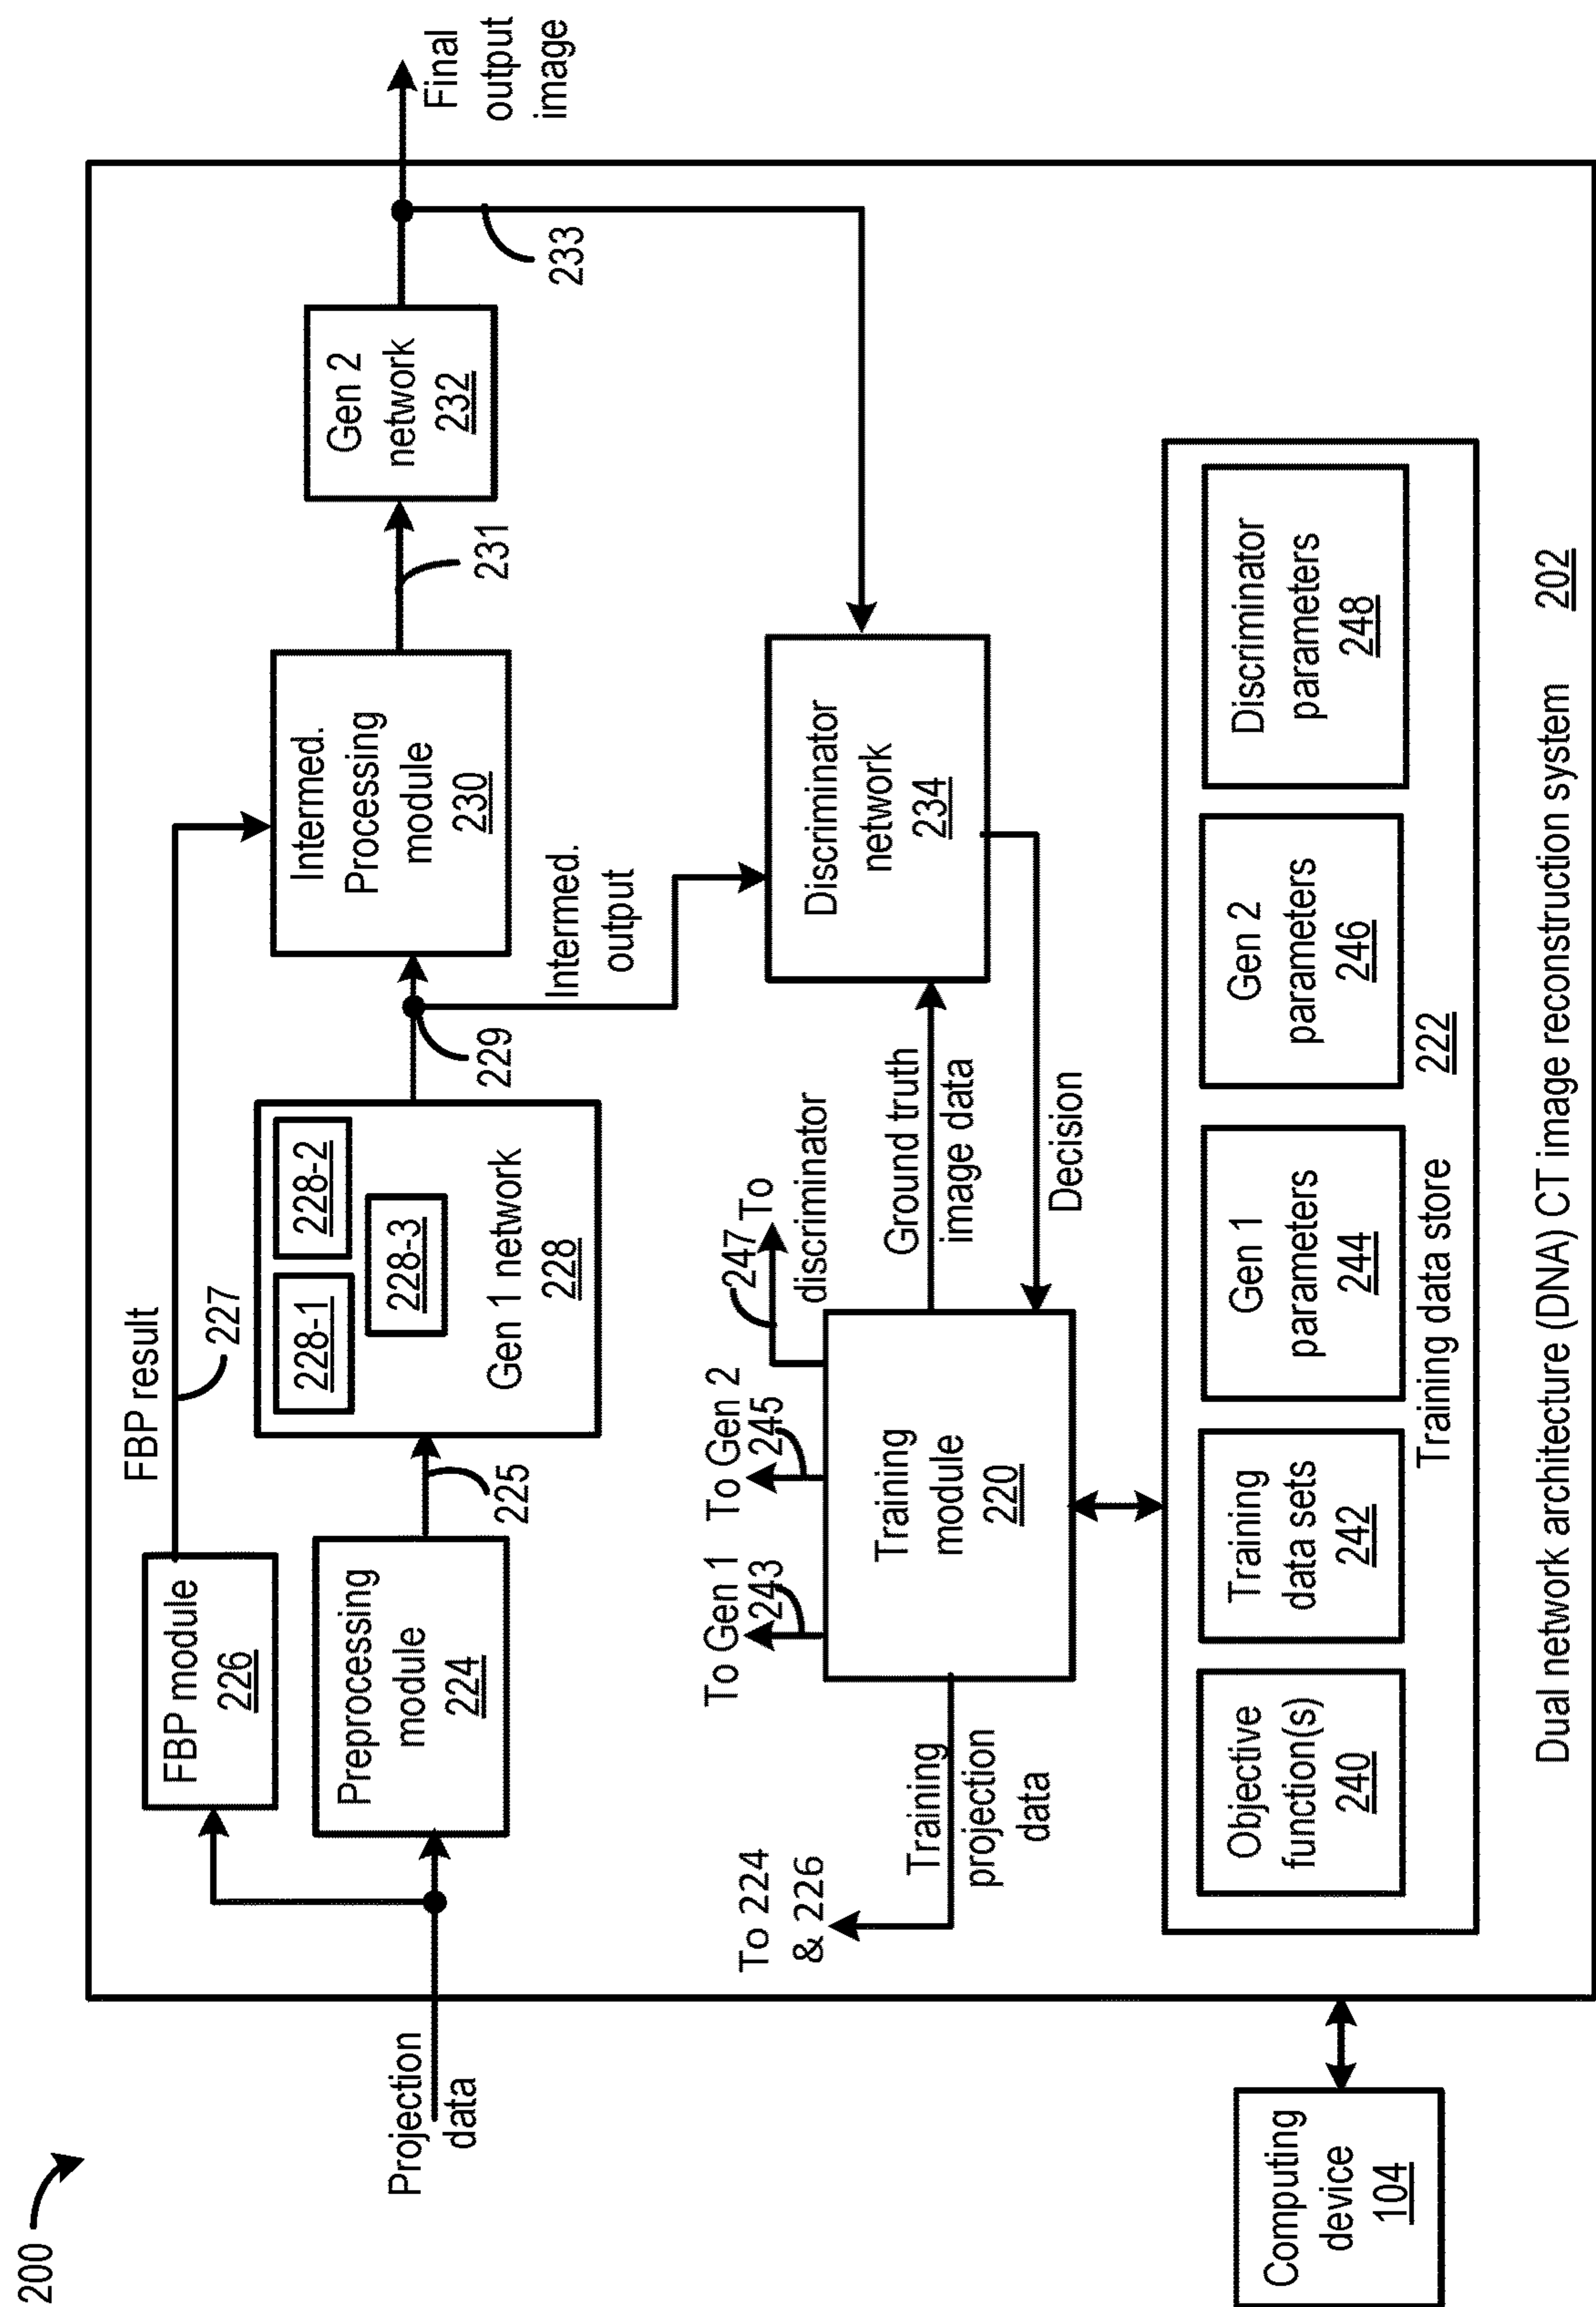 200
Projection
data
FBP module
226
Preprocessing
module
224
FBP result
227
225
228-1
228-2
228-3
Gen 1 network
228
229
Intermed.
output
Intermed.
Processing
module
230
231
Gen 2
network
232
233
Final
output
image
To 224
& 226
Training
projection
data
To Gen 1
243
To Gen 2
245
247
To
discriminator
Training
module
220
Ground truth
image data
Decision
Discriminator
network
234
Objective
function(s)
240
Training
data sets
242
Gen 1
parameters
244
Gen 2
parameters
246
Discriminator
parameters
248
Training data store
222
Dual network architecture (DNA) CT image reconstruction system
202
Computing
device
104